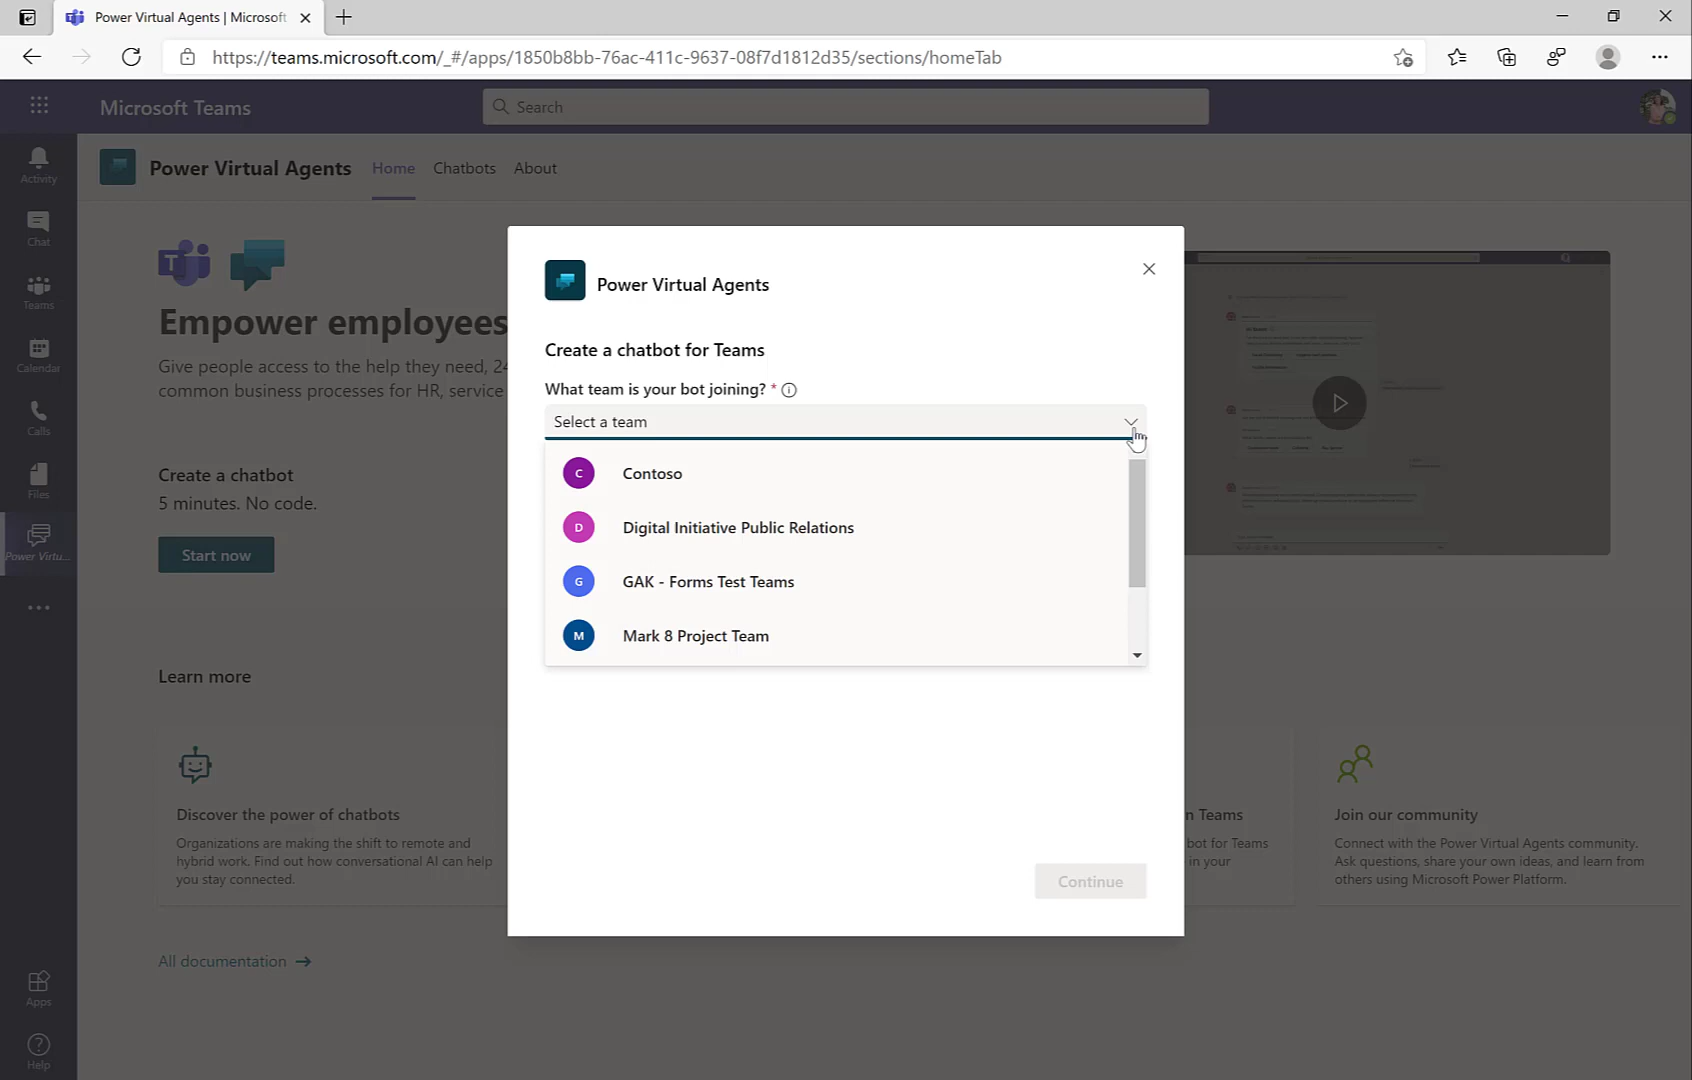 Power Virtual Agents | Microsoft
https://teams.microsoft.com/_#/apps/1850b8bb-76ac-411c-9637-08f7d1812d35/sections/homeTab
Microsoft Teams
Search
Activity
Chat
Teams
Calendar
Calls
Files
Power Virtu...
Apps
Help
Power Virtual Agents
Home
Chatbots
About
T
Empower employees
Give people access to the help they need, 24
common business processes for HR, service
Create a chatbot
5 minutes. No code.
Start now
Learn more
Discover the power of chatbots
Organizations are making the shift to remote and
hybrid work. Find out how conversational AI can help
you stay connected.
n Teams
bot for Teams
in your
Join our community
Connect with the Power Virtual Agents community.
Ask questions, share your own ideas, and learn from
others using Microsoft Power Platform.
All documentation
Power Virtual Agents
Create a chatbot for Teams
What team is your bot joining? *
Select a team
C Contoso
D Digital Initiative Public Relations
G GAK - Forms Test Teams
M Mark 8 Project Team
Continue